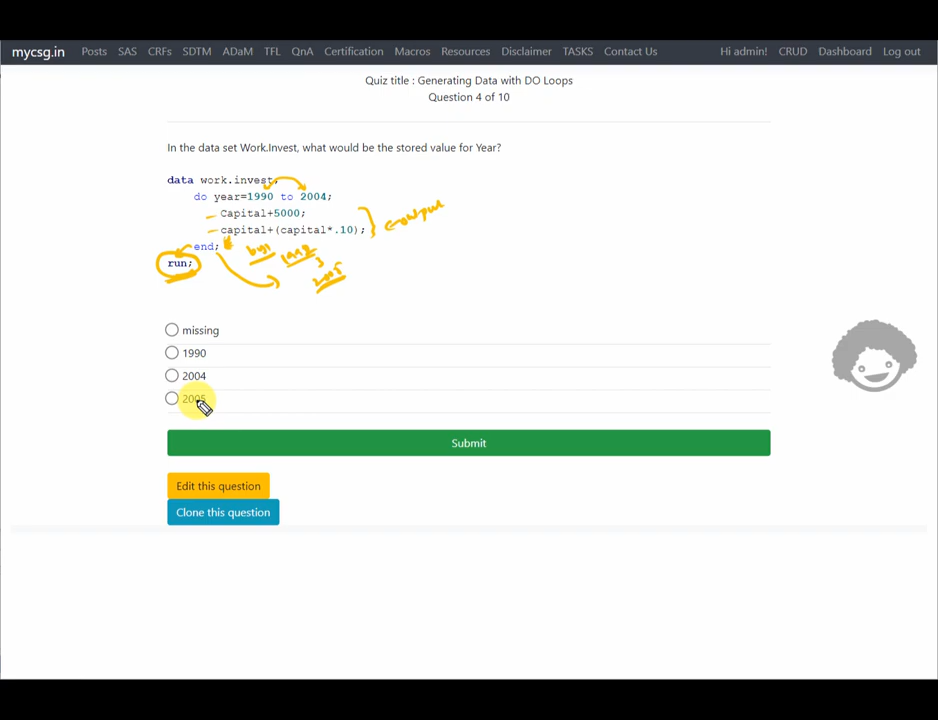 mycsg.in Posts SAS CRFs SDTM ADaM TFL QnA Certification Macros Resources Disclaimer TASKS Contact Us Hi admin! CRUD Dashboard Log out
Quiz title : Generating Data with DO Loops
Question 4 of 10
In the data set Work.Invest, what would be the stored value for Year?
data work.invest;
do year=1990 to 2004;
Capital+5000;
capital+(capital*.10);
output
end;
run;
2005
missing
1990
2004
2005
Submit
Edit this question
Clone this question